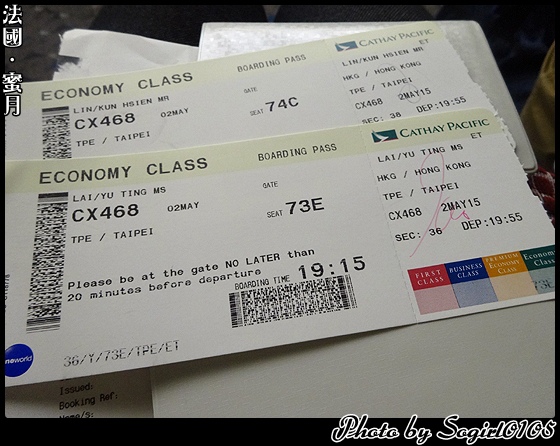 法國·蜜月
ECONOMY CLASS
BOARDING PASS
CATHAY PACIFIC
ET
LIN/KUN HSIEN MR
CX468 02MAY
GATE
SEAT 74C
TPE / TAIPEI
LIN/KUN HSIEN MR
HKG / HONG KONG
TPE / TAIPEI
CX468 2MAY15
SEC: 38 DEP:19:55
ECONOMY CLASS
BOARDING PASS
CATHAY PACIFIC
ET
LAI/YU TING MS
CX468 02MAY
GATE
SEAT 73E
TPE / TAIPEI
Please be at the gate NO LATER than
20 minutes before departure
BOARDING TIME 19:15
36/Y/73E/TPE/ET
oneworld
LAI/YU TING MS
HKG / HONG KONG
TPE / TAIPEI
CX468 2MAY15
SEC: 36 DEP:19:55
FIRST CLASS
BUSINESS CLASS
PREMIUM ECONOMY CLASS
Economy Class
73E
Issued:
Booking Ref:
Name/s:
Photo by Sogirl0105